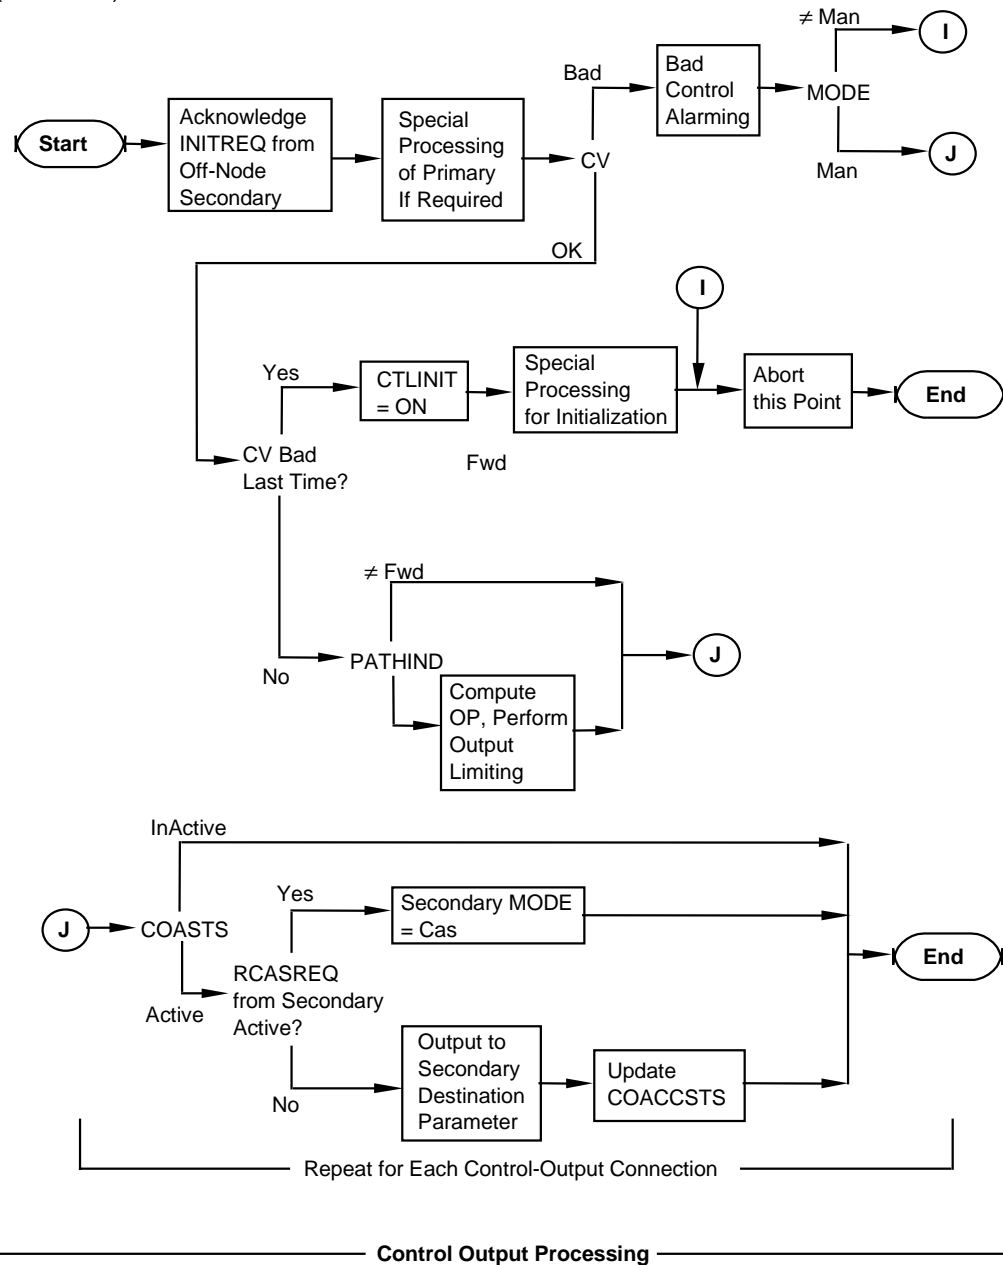 ≠ Man
I
Bad
Bad
Control
Alarming
MODE
Start
Acknowledge
INITREQ from
Off-Node
Secondary
Special
Processing
of Primary
If Required
CV
Man
J
OK
I
Yes
CTLINIT
= ON
Special
Processing
for Initialization
Abort
this Point
End
CV Bad
Last Time?
Fwd
≠ Fwd
No
PATHIND
J
Compute
OP, Perform
Output
Limiting
InActive
Yes
Secondary MODE
= Cas
J
COASTS
End
RCASREQ
from Secondary
Active?
Active
No
Output to
Secondary
Destination
Parameter
Update
COACCSTS
Repeat for Each Control-Output Connection
Control Output Processing